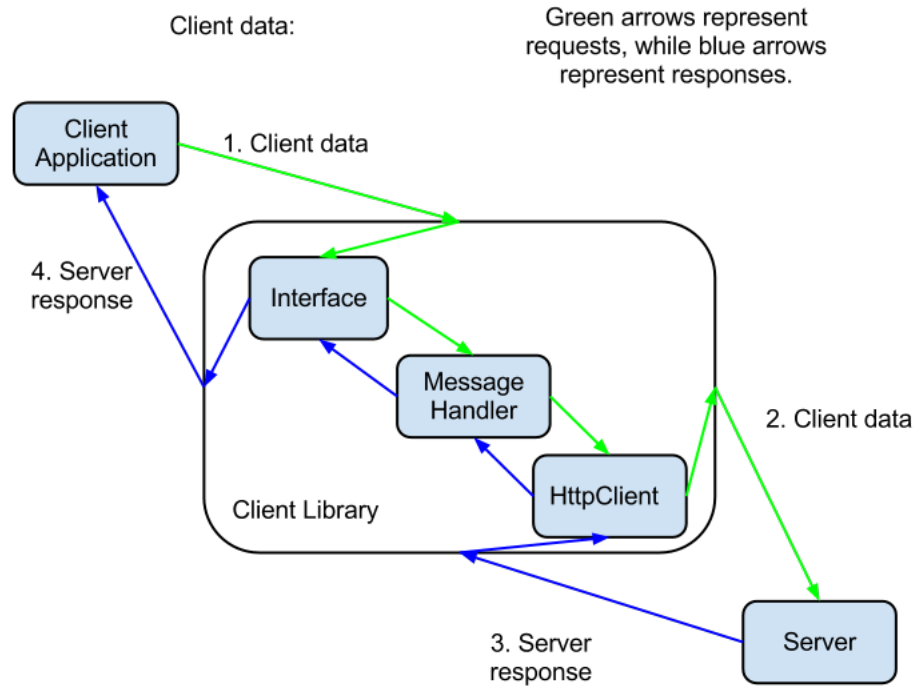 Client data:
Green arrows represent
requests, while blue arrows
represent responses.
Client
Application
1. Client data
4. Server
response
Interface
Message
Handler
2. Client data
HttpClient
Client Library
3. Server
response
Server